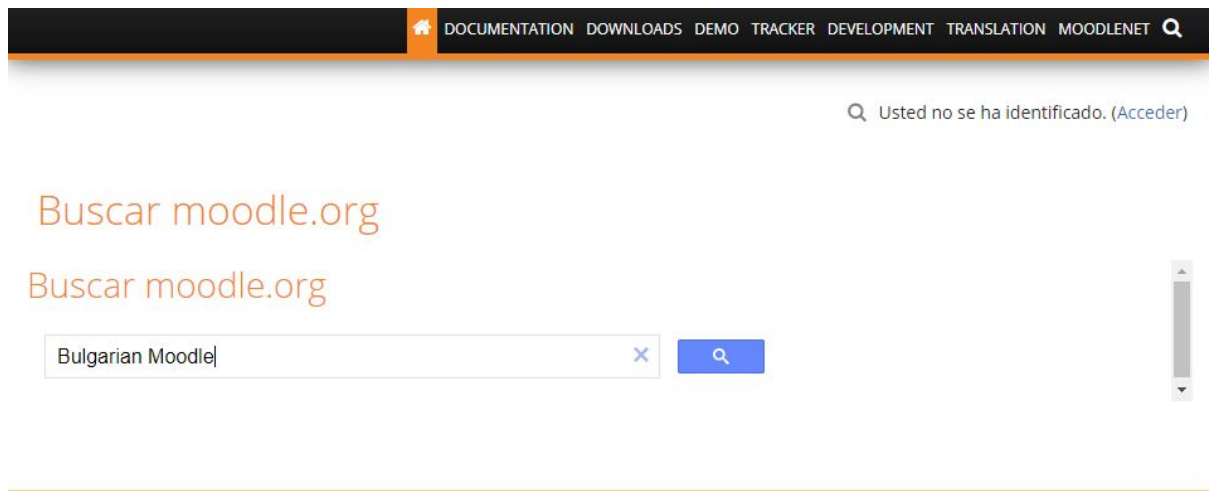 DOCUMENTATION DOWNLOADS DEMO TRACKER DEVELOPMENT TRANSLATION MOODLENET
Usted no se ha identificado. (Acceder)
Buscar moodle.org
Buscar moodle.org
Bulgarian Moodle